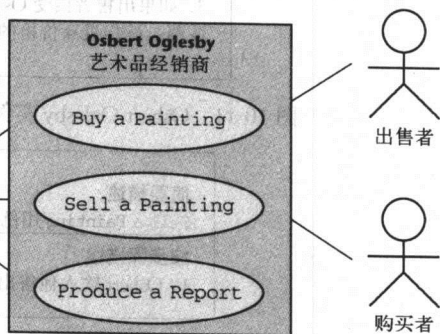 Osbert Oglesby
艺术品经销商
Buy a Painting
出售者
Sell a Painting
Produce a Report
购买者